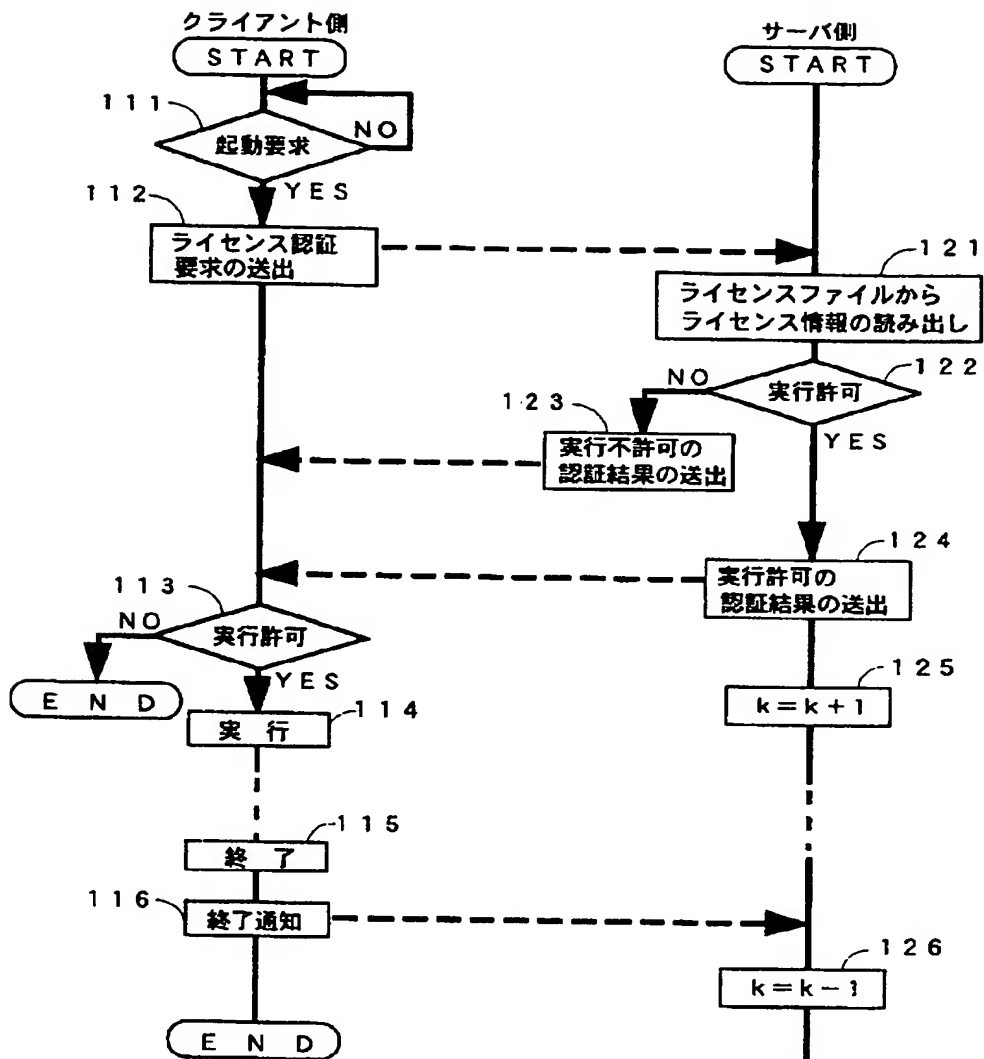 クライアント側
START
サーバ側
START
111
起動要求
NO
YES
112
ライセンス認証
要求の送出
121
ライセンスファイルから
ライセンス情報の読み出し
122
実行許可
NO
YES
123
実行不許可の
認証結果の送出
124
実行許可の
認証結果の送出
113
実行許可
NO
YES
END
125
k=k+1
114
実行
115
終了
116
終了通知
126
k=k-1
END